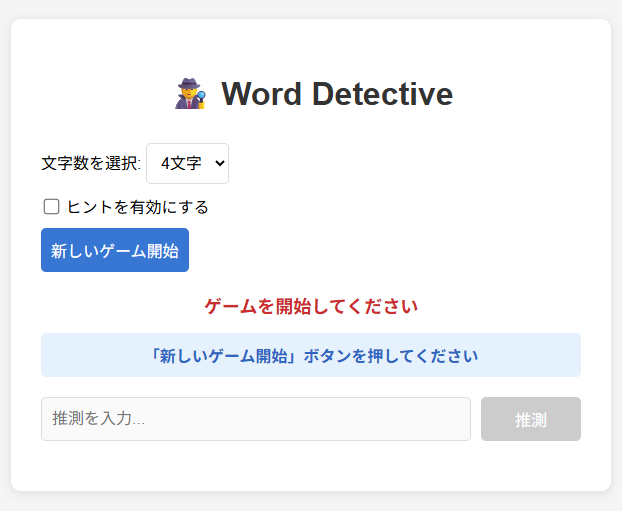 🕵️ Word Detective
文字数を選択: 4文字
ヒントを有効にする
新しいゲーム開始
ゲームを開始してください
「新しいゲーム開始」ボタンを押してください
推測を入力... 推測